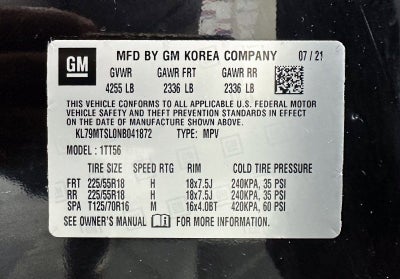 GM MFD BY GM KOREA COMPANY 07/21
GVWR GAWR FRT GAWR RR
4255 LB 2336 LB 2336 LB
THIS VEHICLE CONFORMS TO ALL APPLICABLE U.S. FEDERAL MOTOR
VEHICLE SAFETY AND THEFT PREVENTION STANDARDS IN EFFECT
ON THE DATE OF MANUFACTURE SHOWN ABOVE.
KL79MTSL0NB041872 TYPE: MPV
MODEL: 1TT56
TIRE SIZE SPEED RTG RIM COLD TIRE PRESSURE
FRT 225/55R18 H 18x7.5J 240KPA, 35 PSI
RR 225/55R18 H 18x7.5J 240KPA, 35 PSI
SPA T125/70R16 M 16x4.0BT 420KPA, 60 PSI
SEE OWNER'S MANUAL FOR MORE INFORMATION.